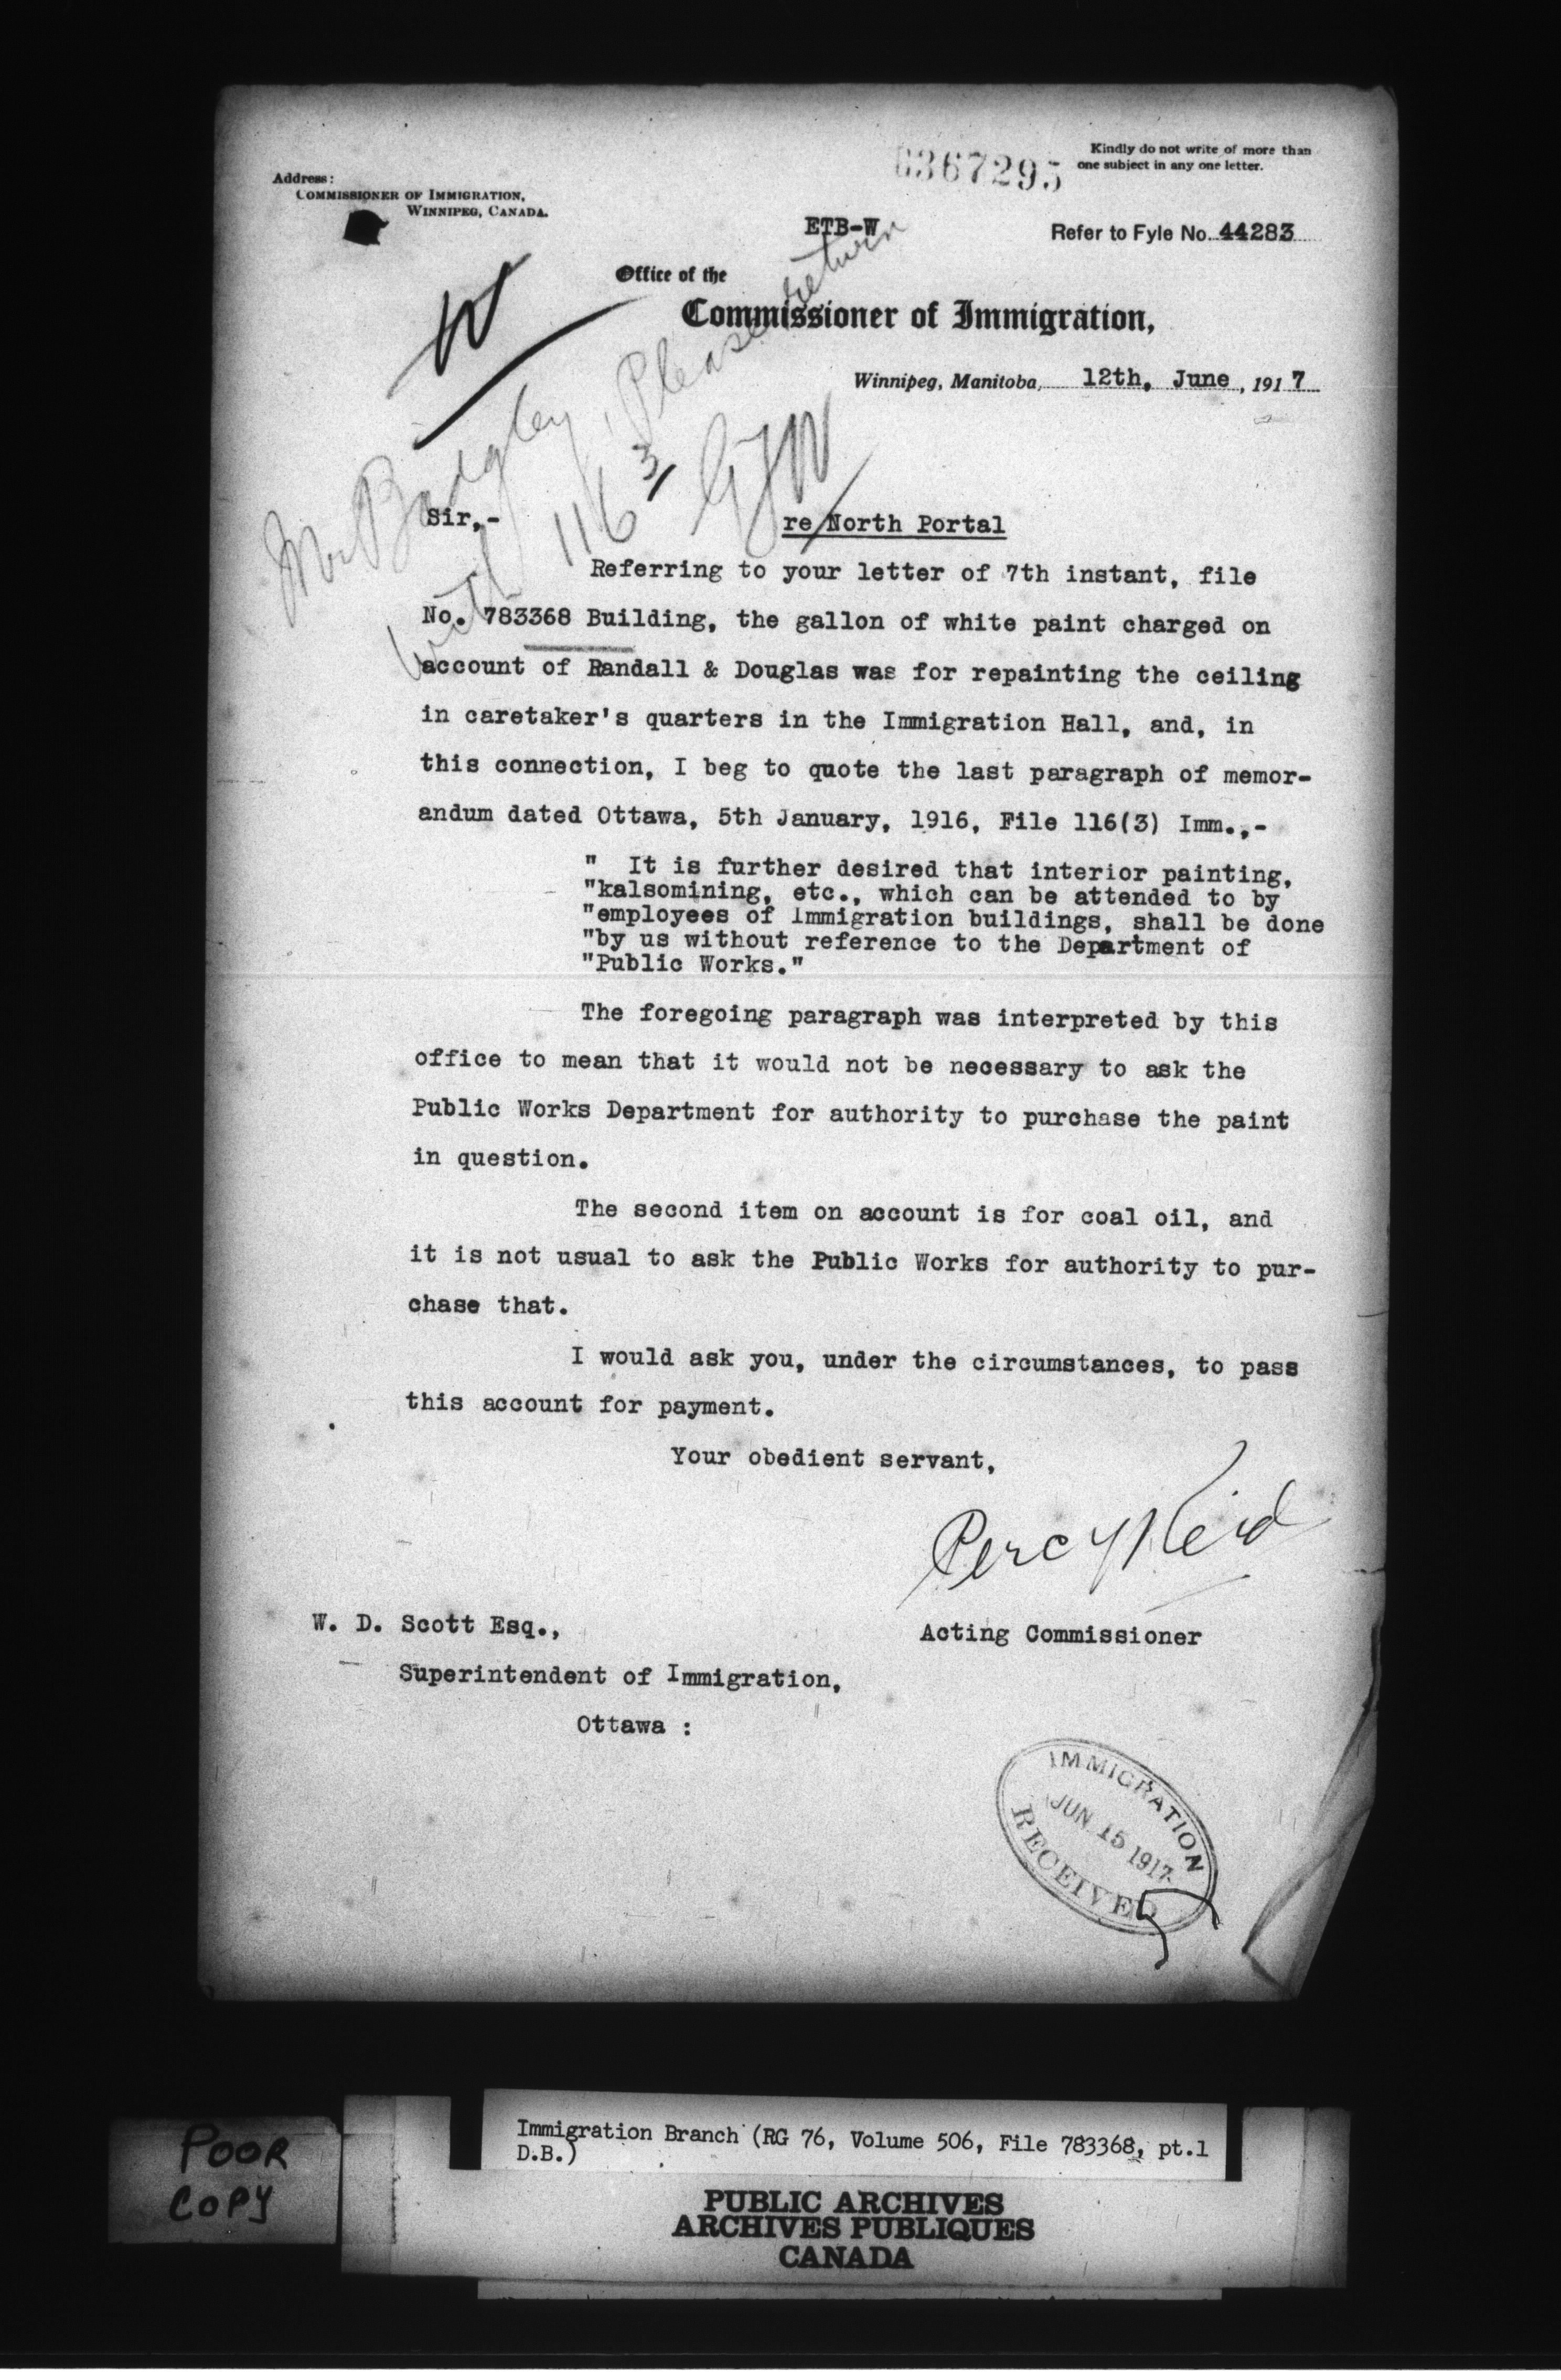 6367295
Kindly do not write of more than
one subject in any one letter.
Address:
COMMISSIONER OF IMMIGRATION,
WINNIPEG, CANADA.
ETB-W
Refer to Fyle No. 44283
Office of the
Commissioner of Immigration,
Winnipeg, Manitoba, 12th, June, 1917
Mr Badgley, Please return
with 116 3/
Sir,-
re/North Portal
Referring to your letter of 7th instant, file
No. 783368 Building, the gallon of white paint charged on
account of Randall & Douglas was for repainting the ceiling
in caretaker's quarters in the Immigration Hall, and, in
this connection, I beg to quote the last paragraph of memor-
andum dated Ottawa, 5th January, 1916, File 116(3) Imm.,-
" It is further desired that interior painting,
"kalsomining, etc., which can be attended to by
"employees of Immigration buildings, shall be done
"by us without reference to the Department of
"Public Works."
The foregoing paragraph was interpreted by this
office to mean that it would not be necessary to ask the
Public Works Department for authority to purchase the paint
in question.
The second item on account is for coal oil, and
it is not usual to ask the Public Works for authority to pur-
chase that.
I would ask you, under the circumstances, to pass
this account for payment.
Your obedient servant,
Percy Reid
Acting Commissioner
W. D. Scott Esq.,
Superintendent of Immigration,
Ottawa :
IMMIGRATION
JUN 15 1917
RECEIVED
POOR
COPY
Immigration Branch (RG 76, Volume 506, File 783368, pt.1
D.B.)
PUBLIC ARCHIVES
ARCHIVES PUBLIQUES
CANADA